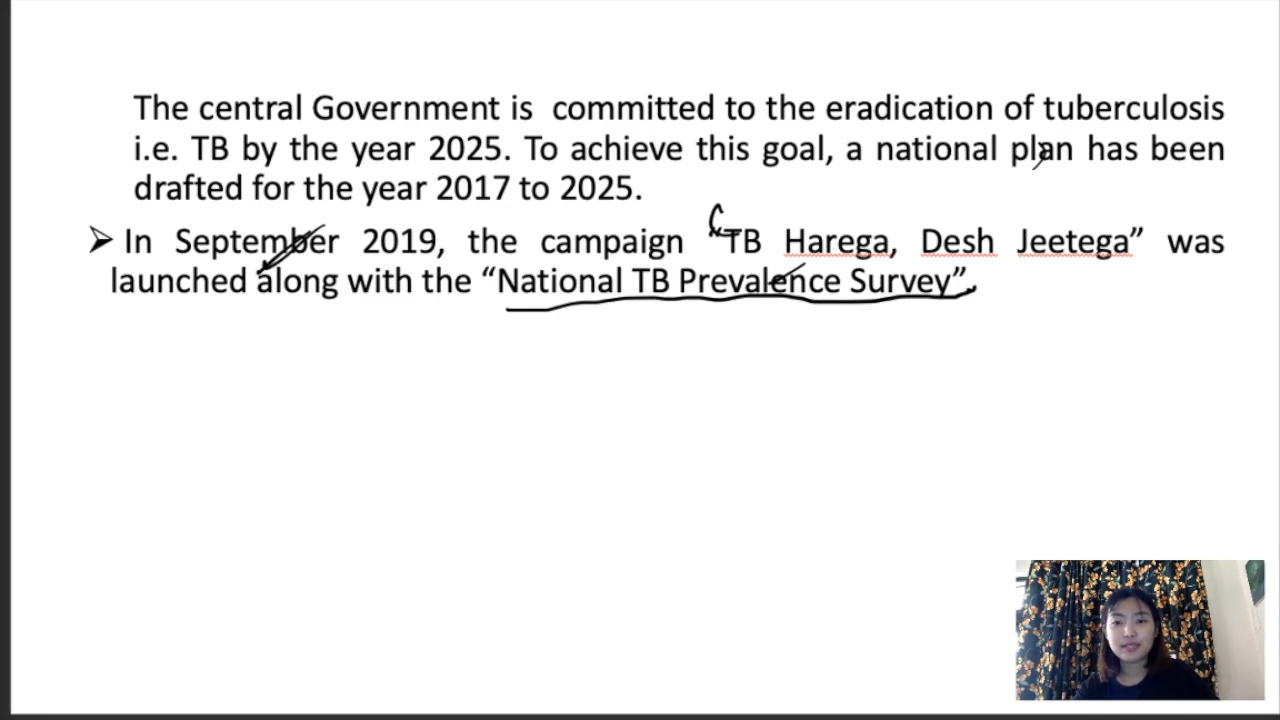 The central Government is committed to the eradication of tuberculosis
i.e. TB by the year 2025. To achieve this goal, a national plan has been
drafted for the year 2017 to 2025.
➢ In September 2019, the campaign “TB Harega, Desh Jeetega” was
launched along with the “National TB Prevalence Survey”.